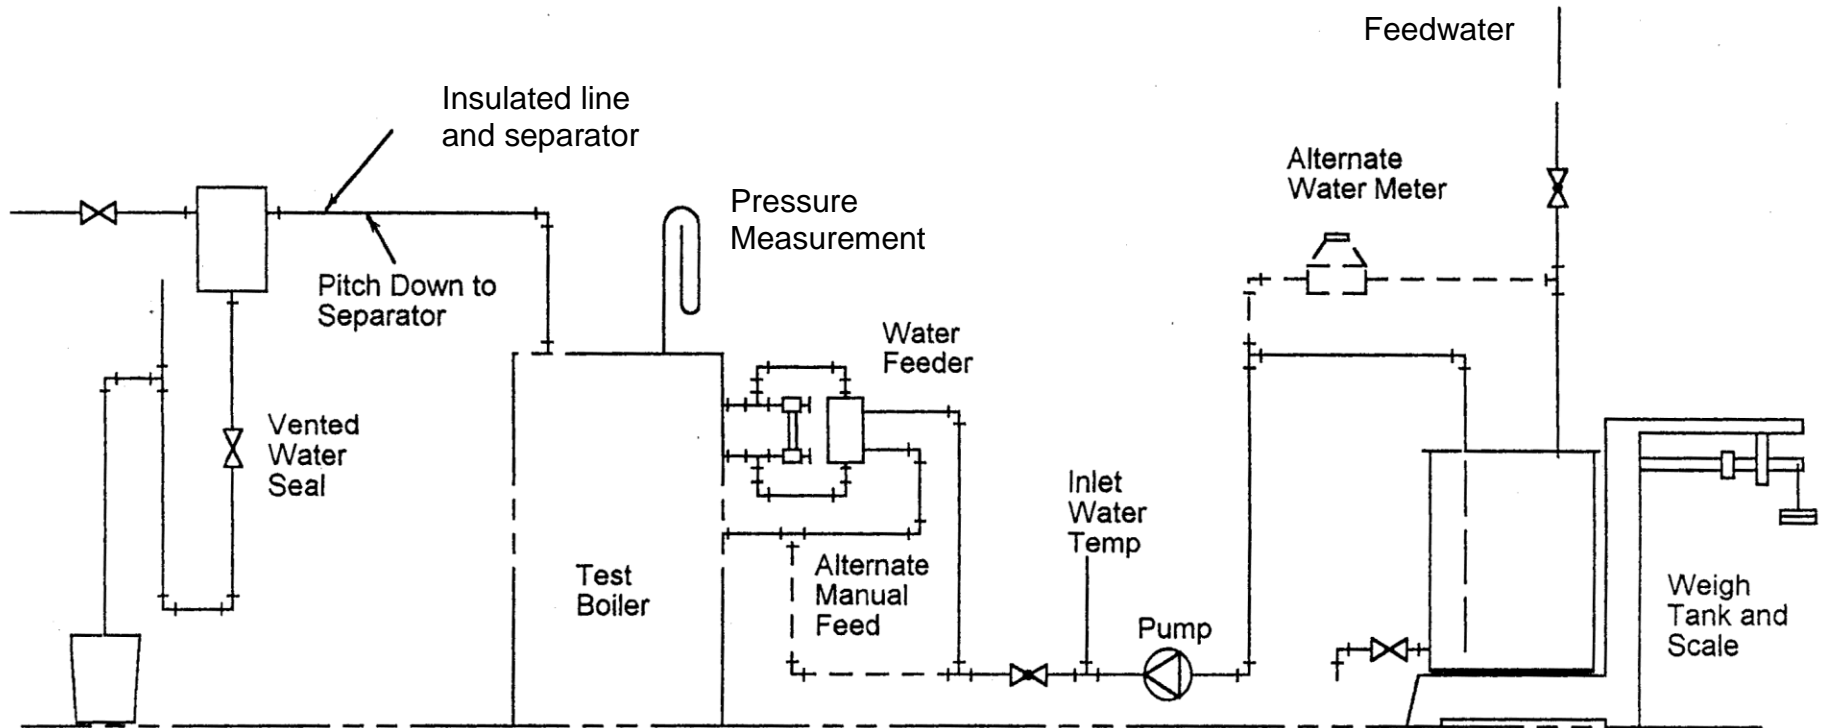 Feedwater
Insulated line
and separator
Alternate
Water Meter
Pressure
Measurement
Pitch Down to
Separator
Water
Feeder
Vented
Water
Seal
Inlet
Water
Temp
Test
Boiler
Alternate
Manual
Feed
Pump
Weigh
Tank and
Scale